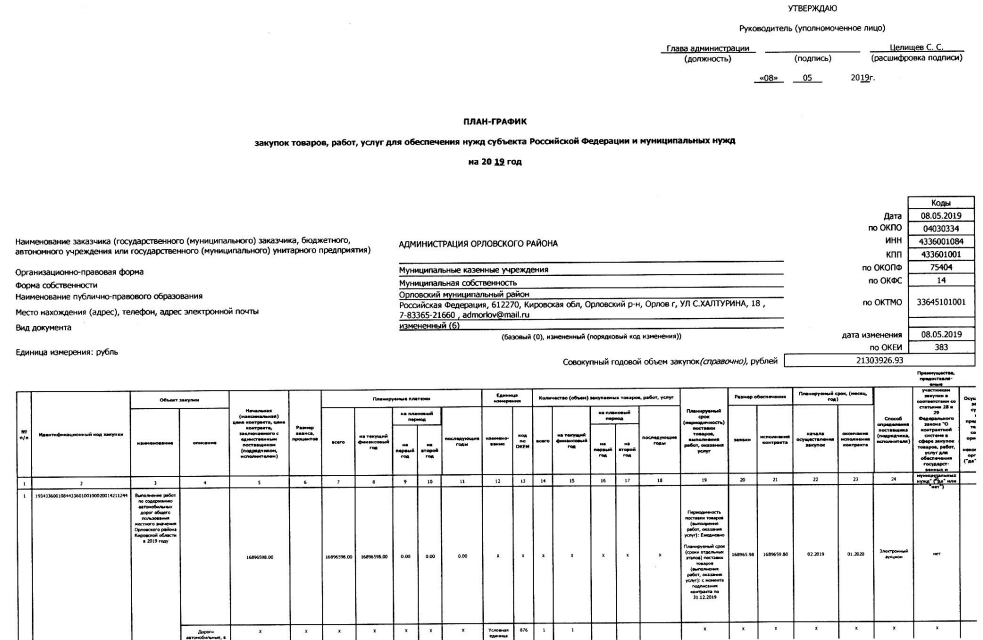 УТВЕРЖДАЮ
Руководитель (уполномоченное лицо)
Глава администрации Целищев С. С.
(должность) (подпись) (расшифровка подписи)
«08» 05 2019г.
ПЛАН-ГРАФИК
закупок товаров, работ, услуг для обеспечения нужд субъекта Российской Федерации и муниципальных нужд
на 20 19 год
Коды
Дата 08.05.2019
по ОКПО 04030334
Наименование заказчика (государственного (муниципального) заказчика, бюджетного,
автономного учреждения или государственного (муниципального) унитарного предприятия)
АДМИНИСТРАЦИЯ ОРЛОВСКОГО РАЙОНА
ИНН 4336001084
КПП 433601001
Организационно-правовая форма Муниципальные казенные учреждения по ОКОПФ 75404
Форма собственности Муниципальная собственность по ОКФС 14
Наименование публично-правового образования Орловский муниципальный район
Место нахождения (адрес), телефон, адрес электронной почты
Российская Федерация, 612270, Кировская обл, Орловский р-н, Орлов г, УЛ С.ХАЛТУРИНА, 18 ,
7-83365-21660 , admorlov@mail.ru
по ОКТМО 33645101001
Вид документа измененный (6) дата изменения 08.05.2019
(базовый (0), измененный (порядковый код изменения))
по ОКЕИ 383
Единица измерения: рубль
Совокупный годовой объем закупок(справочно), рублей 21303926.93
№ п/п
Идентификационный код закупки
Объект закупки
наименование
описание
Начальная
(максимальная)
цена контракта, цена
контракта,
заключаемого с
единственным
поставщиком
(подрядчиком,
исполнителем)
Размер
аванса,
процентов
Планируемые платежи
всего
на текущий
финансовый
год
на плановый
период
на
первый
год
на
второй
год
последующие
годы
Единица
измерения
наимено-
вание
код
по
ОКЕИ
Количество (объем) закупаемых товаров, работ, услуг
всего
на текущий
финансовый
год
на плановый
период
на
первый
год
на
второй
год
последующие
годы
Планируемый
срок
(периодичность)
поставки
товаров,
выполнения
работ, оказания
услуг
Размер обеспечения
заявки
исполнения
контракта
Планируемый срок, (месяц,
год)
начала
осуществления
закупок
окончания
исполнения
контракта
Способ
определения
поставщика
(подрядчика,
исполнителя)
Преимущества,
предоставляе-
мые
участникам
закупки в
соответствии со
статьями 28 и
29
Федерального
закона "О
контрактной
системе в
сфере закупок
товаров, работ,
услуг для
обеспечения
государст-
венных и
муниципальных
нужд" ("да" или
"нет")
1 2 3 4 5 6 7 8 9 10 11 12 13 14 15 16 17 18 19 20 21 22 23 24
1
Выполнение работ
по содержанию
автомобильных
дорог общего
пользования
местного значения
Орловского района
Кировской области
в 2019 году
16896598.00 16896598.00 16896598.00 0.00 0.00 0.00 x x x x x x x
Периодичность
поставки товаров
(выполнения
работ, оказания
услуг): Ежедневно
Планируемый срок
(сроки отдельных
этапов) поставки
товаров
(выполнения
работ, оказания
услуг): с момента
подписания
контракта по
31.12.2019
168965.98 1689659.80 02.2019 01.2020
Электронный
аукцион
нет
Дороги
автомобильные, в
x x x x x x x
Условная
единица
876 1 1 x x x x x x x